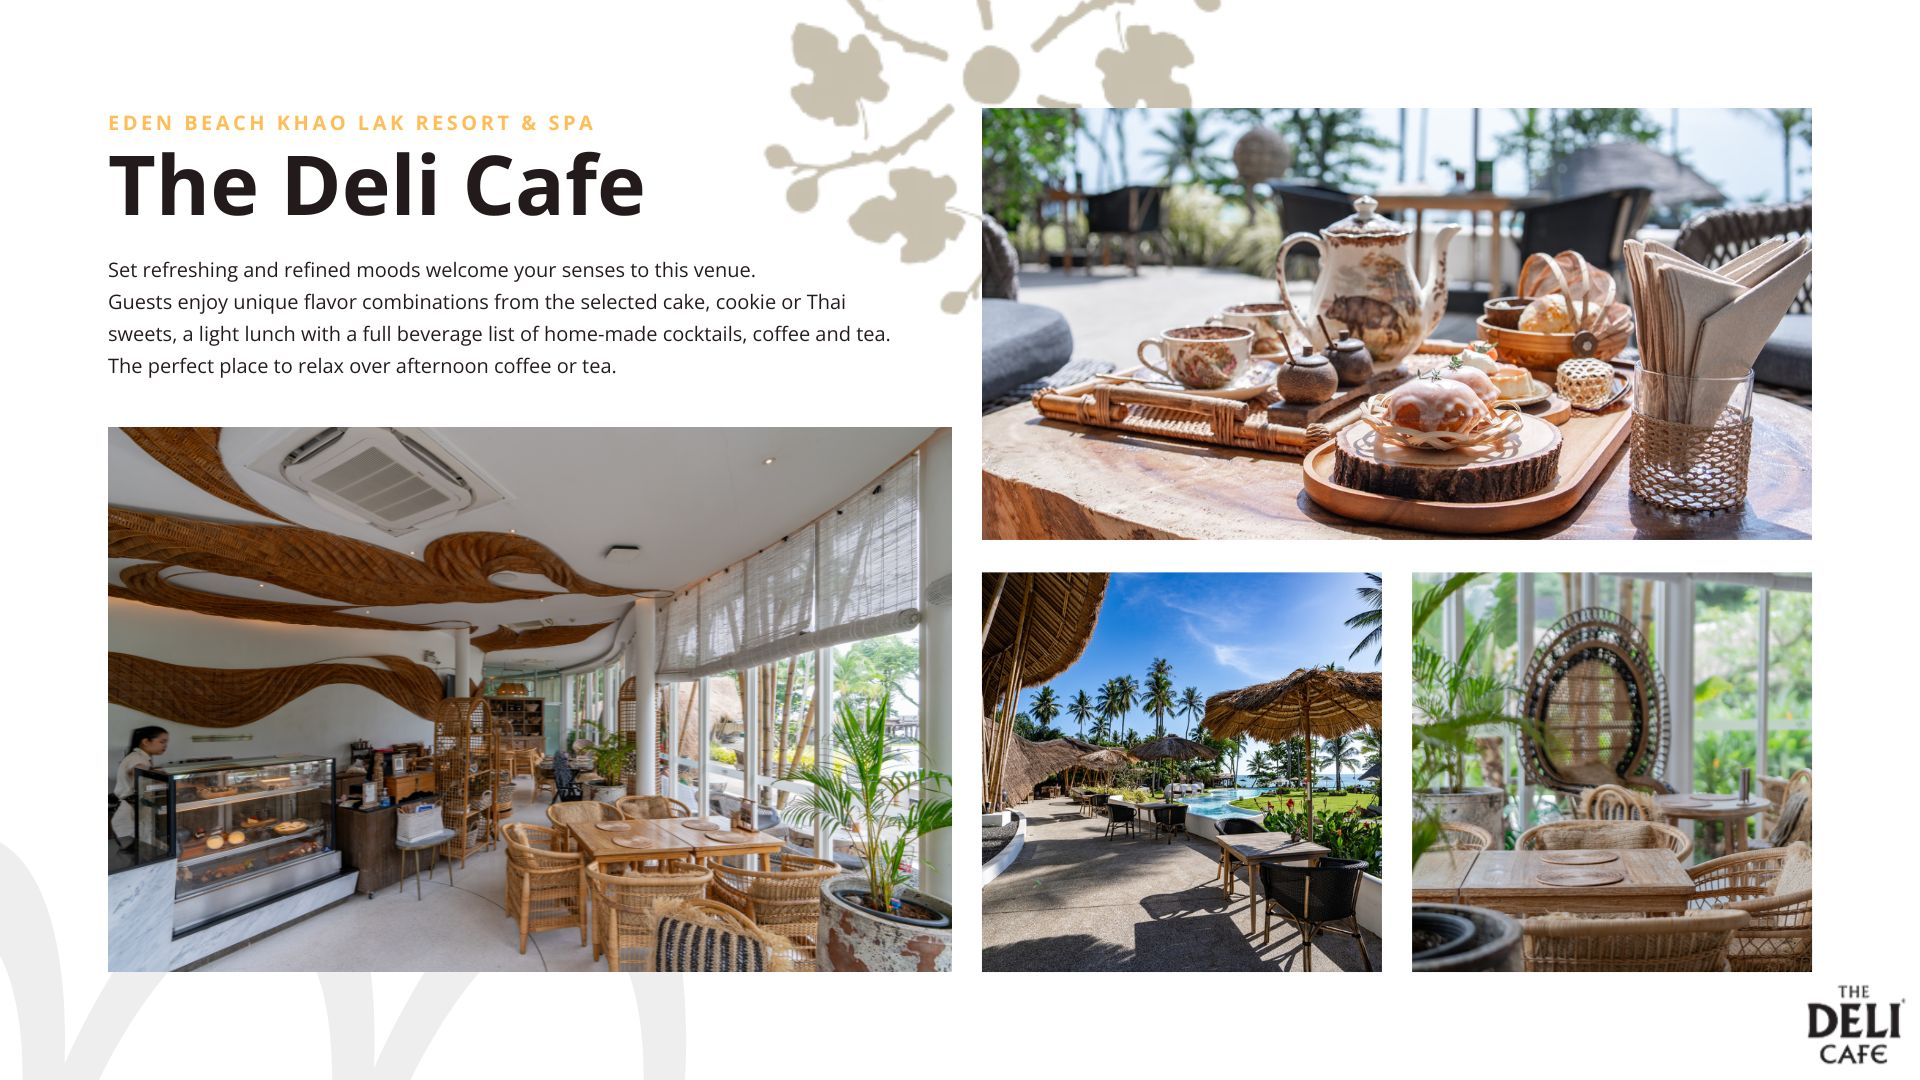 EDEN BEACH KHAO LAK RESORT & SPA
The Deli Cafe
Set refreshing and refined moods welcome your senses to this venue.
Guests enjoy unique flavor combinations from the selected cake, cookie or Thai
sweets, a light lunch with a full beverage list of home-made cocktails, coffee and tea.
The perfect place to relax over afternoon coffee or tea.
THE
DELI
CAFE